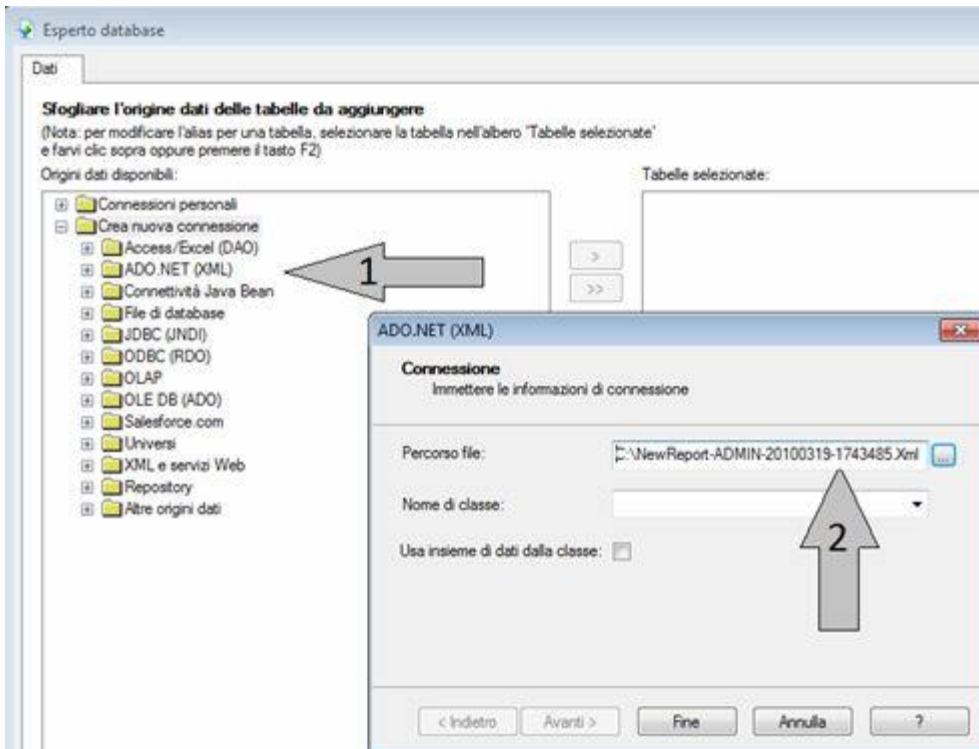 Esperto database
Dati
Sfogliare l'origine dati delle tabelle da aggiungere
(Nota: per modificare l'alias per una tabella, selezionare la tabella nell'albero 'Tabelle selezionate'
e farvi clic sopra oppure premere il tasto F2)
Origini dati disponibili:
Tabelle selezionate:
Connessioni personali
Crea nuova connessione
Access/Excel (DAO)
ADO.NET (XML)
Connettività Java Bean
File di database
JDBC (JNDI)
ODBC (RDO)
OLAP
OLE DB (ADO)
Salesforce.com
Universi
XML e servizi Web
Repository
Altre origini dati
1
>
>>
ADO.NET (XML)
Connessione
Immettere le informazioni di connessione
Percorso file:
C:\NewReport-ADMIN-20100319-1743485.Xml
...
Nome di classe:
Usa insieme di dati dalla classe:
2
< Indietro
Avanti >
Fine
Annulla
?